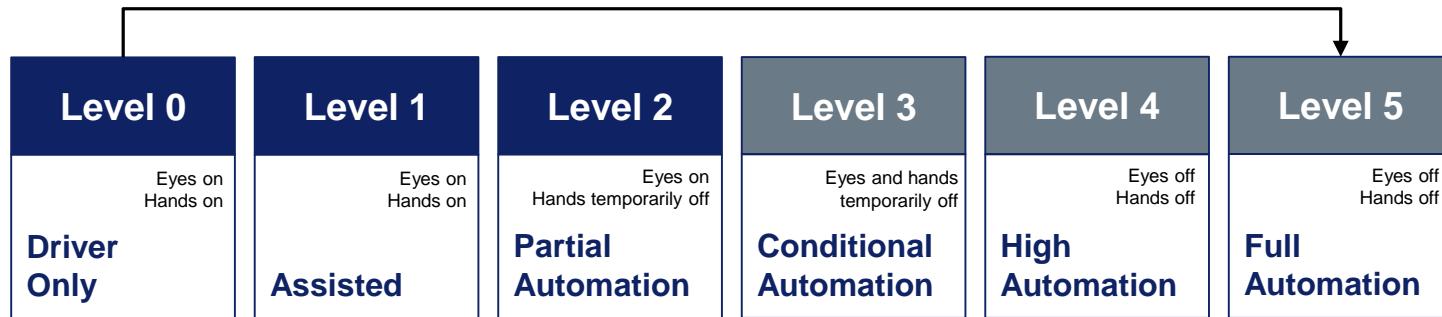 Level 0
Eyes on
Hands on
Driver
Only
Level 1
Eyes on
Hands on
Assisted
Level 2
Eyes on
Hands temporarily off
Partial
Automation
Level 3
Eyes and hands
temporarily off
Conditional
Automation
Level 4
Eyes off
Hands off
High
Automation
Level 5
Eyes off
Hands off
Full
Automation